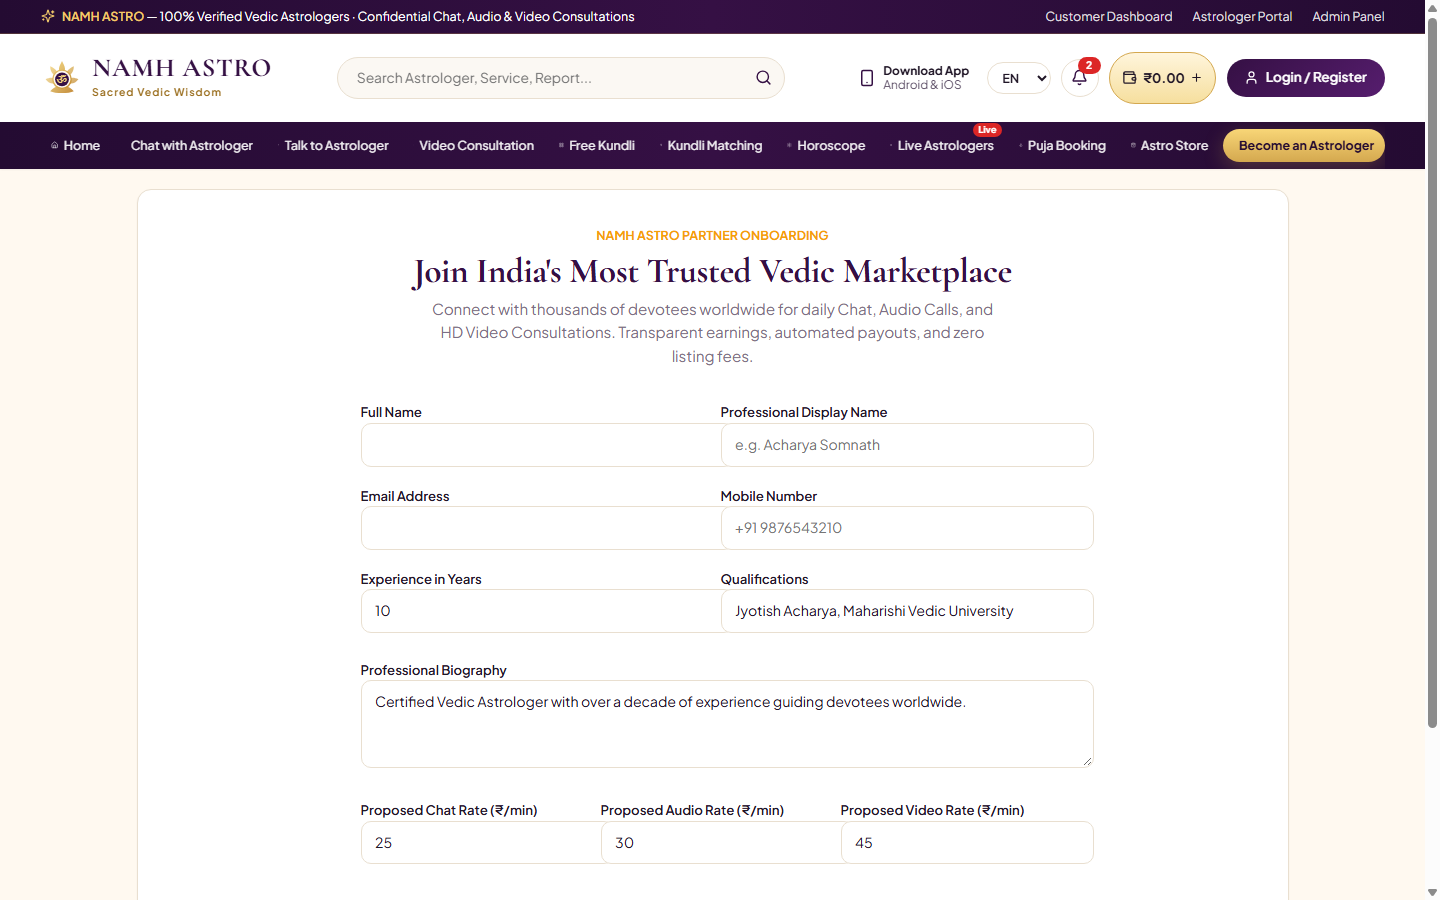 NAMH ASTRO — 100% Verified Vedic Astrologers · Confidential Chat, Audio & Video Consultations
Customer Dashboard
Astrologer Portal
Admin Panel
NAMH ASTRO
Sacred Vedic Wisdom
Search Astrologer, Service, Report...
Download App
Android & iOS
EN
2
₹0.00 +
Login / Register
Home
Chat with Astrologer
Talk to Astrologer
Video Consultation
Free Kundli
Kundli Matching
Horoscope
Live Astrologers
Live
Puja Booking
Astro Store
Become an Astrologer
NAMH ASTRO PARTNER ONBOARDING
Join India's Most Trusted Vedic Marketplace
Connect with thousands of devotees worldwide for daily Chat, Audio Calls, and
HD Video Consultations. Transparent earnings, automated payouts, and zero
listing fees.
Full Name
Professional Display Name
e.g. Acharya Somnath
Email Address
Mobile Number
+91 9876543210
Experience in Years
Qualifications
10
Jyotish Acharya, Maharishi Vedic University
Professional Biography
Certified Vedic Astrologer with over a decade of experience guiding devotees worldwide.
Proposed Chat Rate (₹/min)
Proposed Audio Rate (₹/min)
Proposed Video Rate (₹/min)
25
30
45